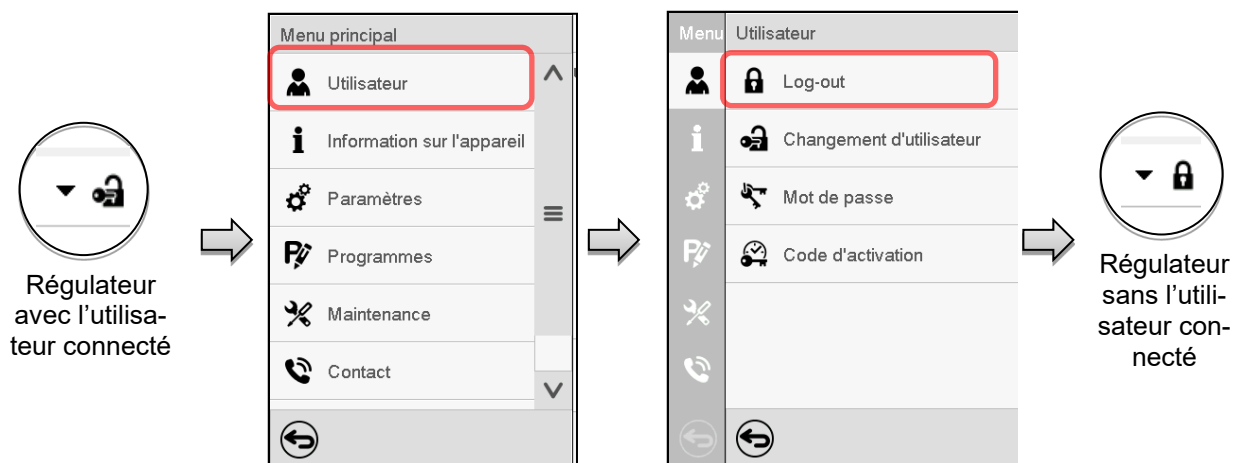 Régulateur
avec l'utilisa-
teur connecté
Menu principal
Utilisateur
Information sur l'appareil
Paramètres
Programmes
Maintenance
Contact
Menu
Utilisateur
Log-out
Changement d'utilisateur
Mot de passe
Code d'activation
Régulateur
sans l'utili-
sateur con-
necté